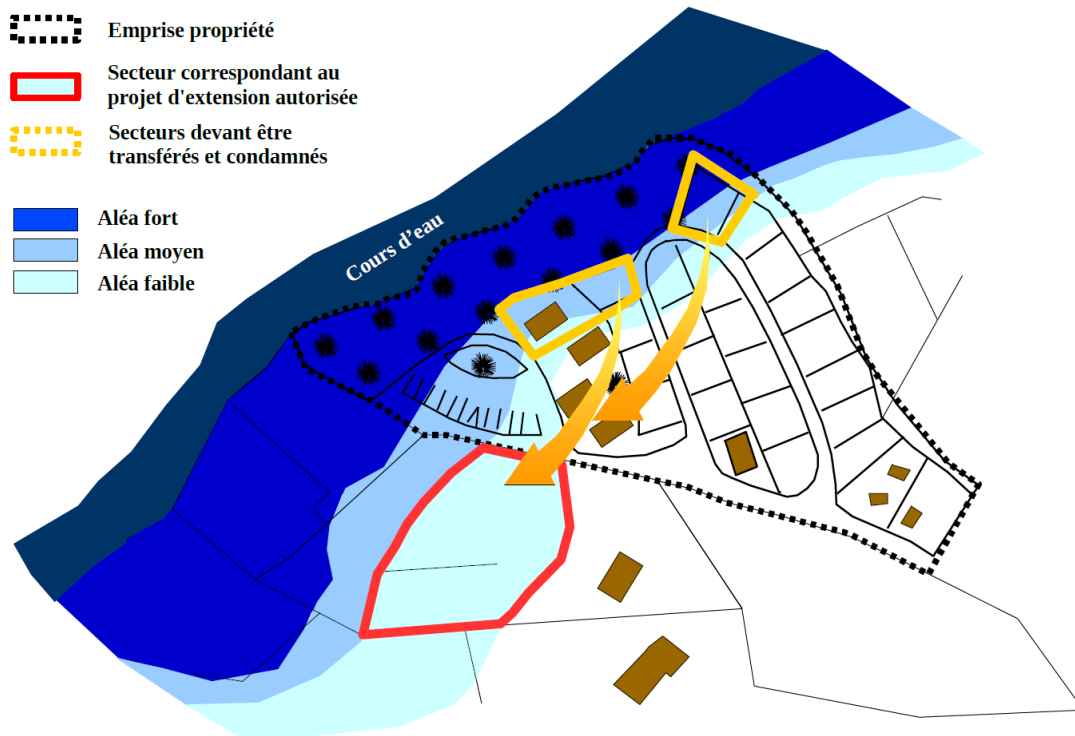 Emprise propriété
Secteur correspondant au
projet d'extension autorisée
Secteurs devant être
transférés et condamnés
Aléa fort
Aléa moyen
Aléa faible
Cours d’eau